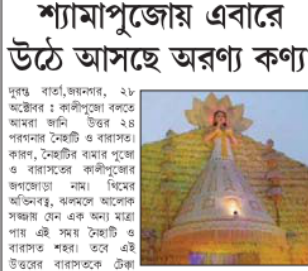 শ্যামাপুজোয় এবারে
উঠে আসছে অরণ্য কণ্য
দুরন্ত বার্তা,জয়নগর, ২৮
অক্টোবর : কালীপুজো বলতে
আমরা জানি উত্তর ২৪
পরগনার নৈহাটি ও বারাসত।
কারণ, নৈহাটির বামার পুজো
ও বারাসতের কালীপুজোর
জগজোড়া নাম। থিমের
অভিনবত্ব, ঝলমলে আলোক
সজ্জায় যেন এক অন্য মাত্রা
পায় এই সময় নৈহাটি ও
বারাসত শহর। তবে এই
উত্তরের বারাসতকে টেক্কা